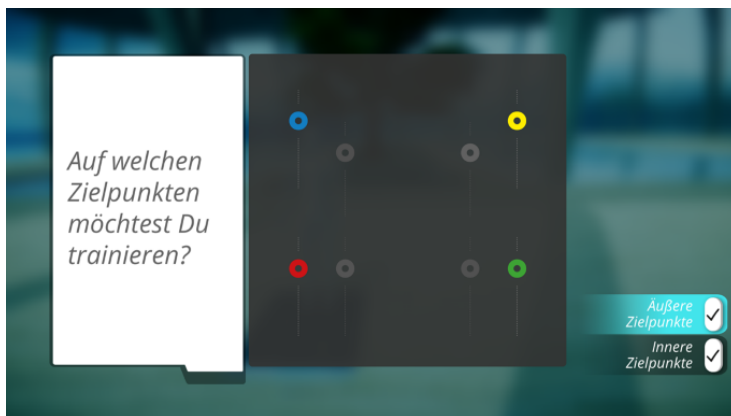 Auf welchen
Zielpunkten
möchtest Du
trainieren?
Äußere
Zielpunkte
Innere
Zielpunkte